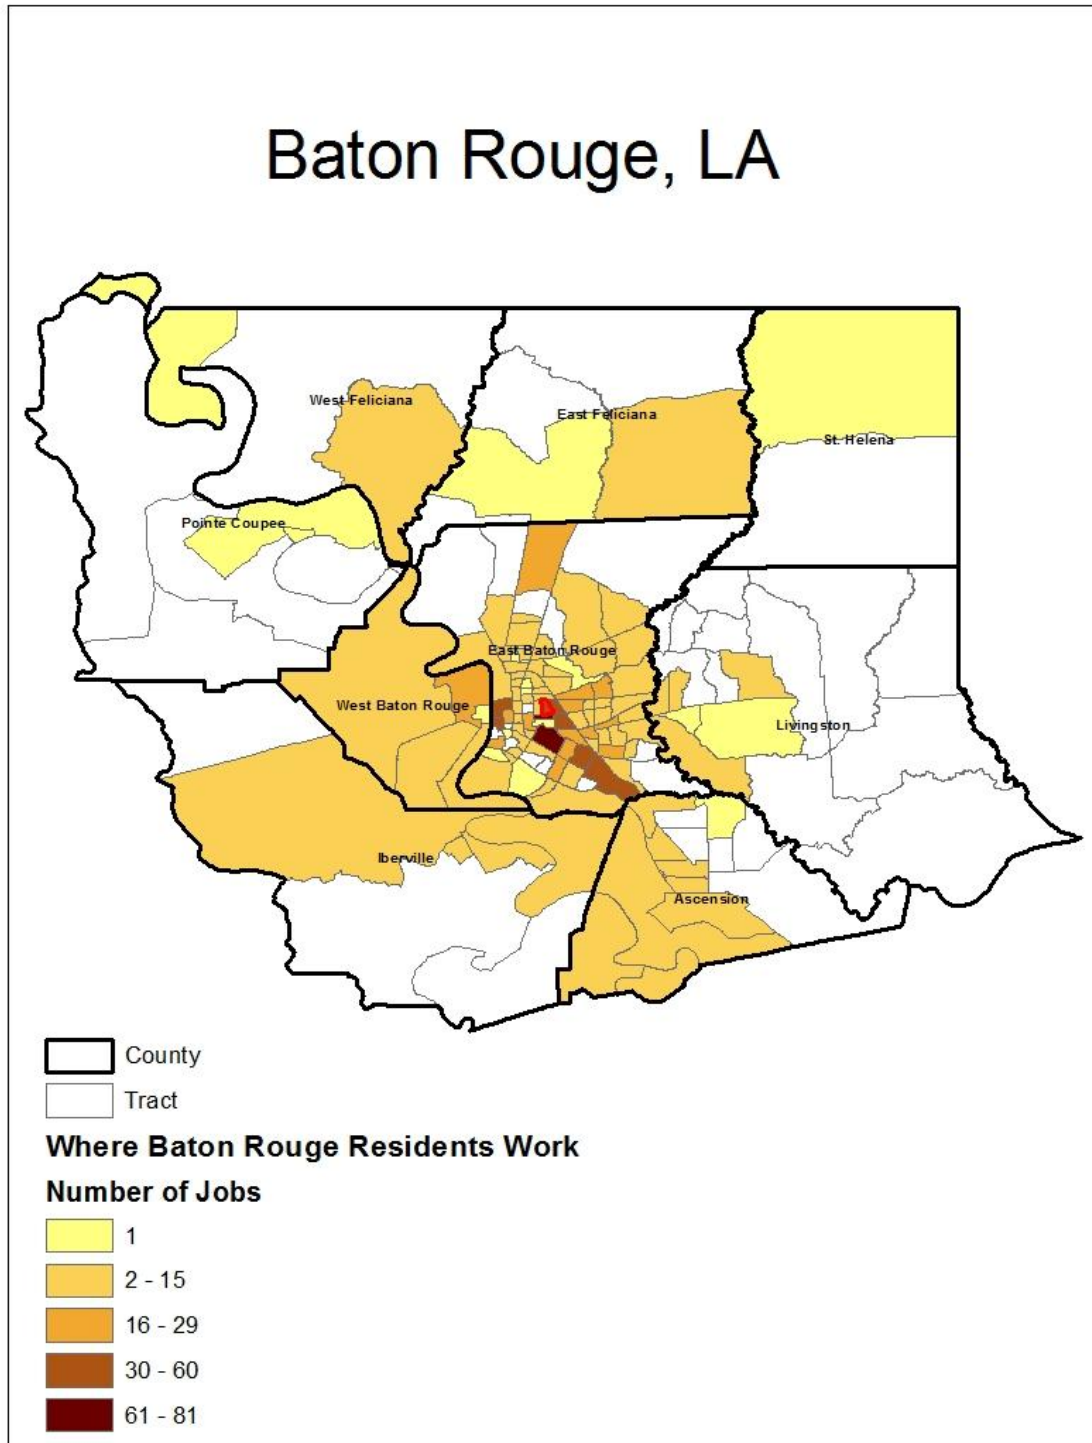 Baton Rouge, LA
West Feliciana
East Feliciana
St. Helena
Pointe Coupee
East Baton Rouge
West Baton Rouge
Livingston
Iberville
Ascension
County
Tract
Where Baton Rouge Residents Work
Number of Jobs
1
2 - 15
16 - 29
30 - 60
61 - 81